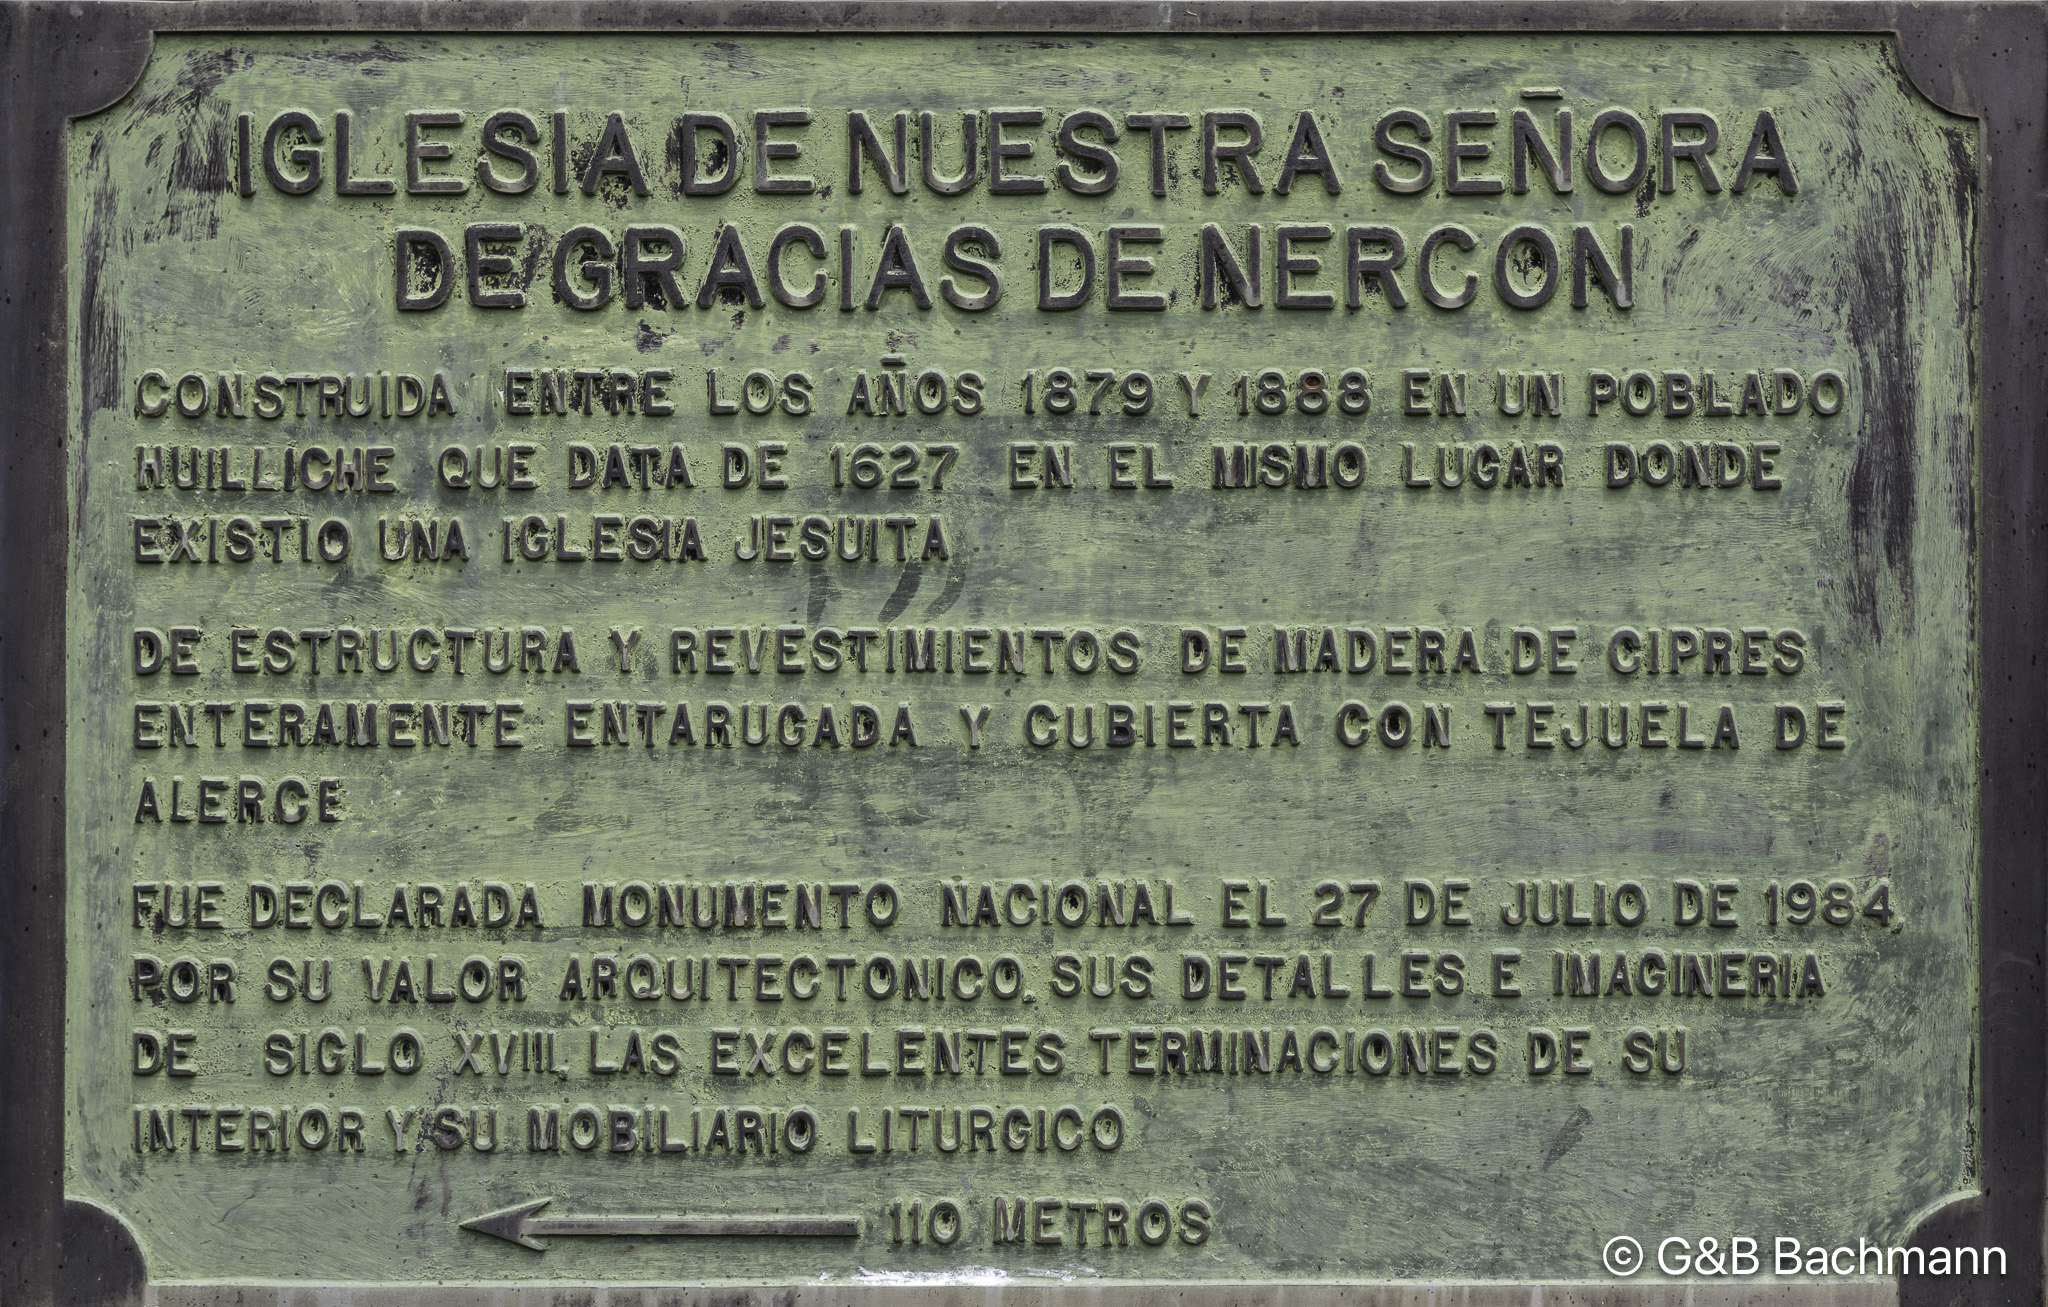 IGLESIA DE NUESTRA SEÑORA
DE GRACIAS DE NERCON
CONSTRUIDA ENTRE LOS AÑOS 1879 Y 1888 EN UN POBLADO
HUILLICHE QUE DATA DE 1627 EN EL MISMO LUGAR DONDE
EXISTIO UNA IGLESIA JESUITA
DE ESTRUCTURA Y REVESTIMIENTOS DE MADERA DE CIPRES
ENTERAMENTE ENTARUGADA Y CUBIERTA CON TEJUELA DE
ALERCE
FUE DECLARADA MONUMENTO NACIONAL EL 27 DE JULIO DE 1984,
POR SU VALOR ARQUITECTONICO, SUS DETALLES E IMAGINERIA
DE SIGLO XVIII, LAS EXCELENTES TERMINACIONES DE SU
INTERIOR Y SU MOBILIARIO LITURGICO
110 METROS
© G&B Bachmann